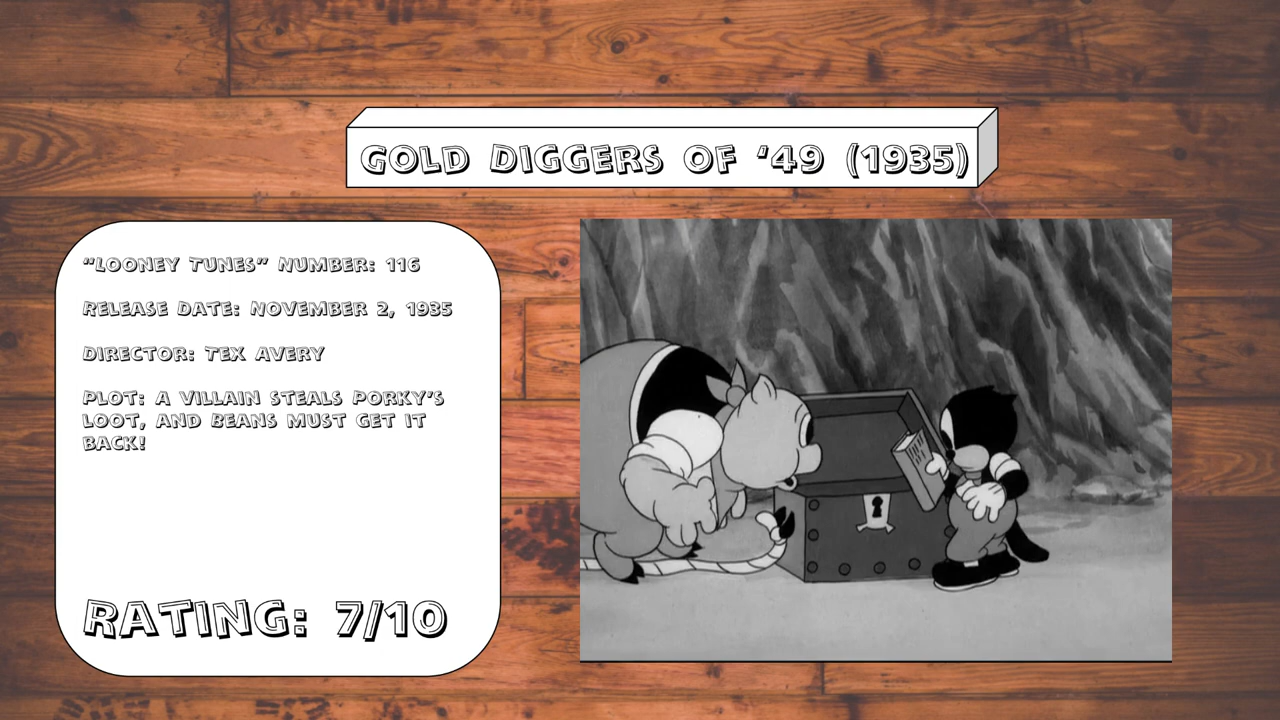 GOLD DIGGERS OF ‘49 (1935)
“LOONEY TUNES” NUMBER: 116
RELEASE DATE: NOVEMBER 2, 1935
DIRECTOR: TEX AVERY
PLOT: A VILLAIN STEALS PORKY’S
LOOT, AND BEANS MUST GET IT
BACK!
RATING: 7/10